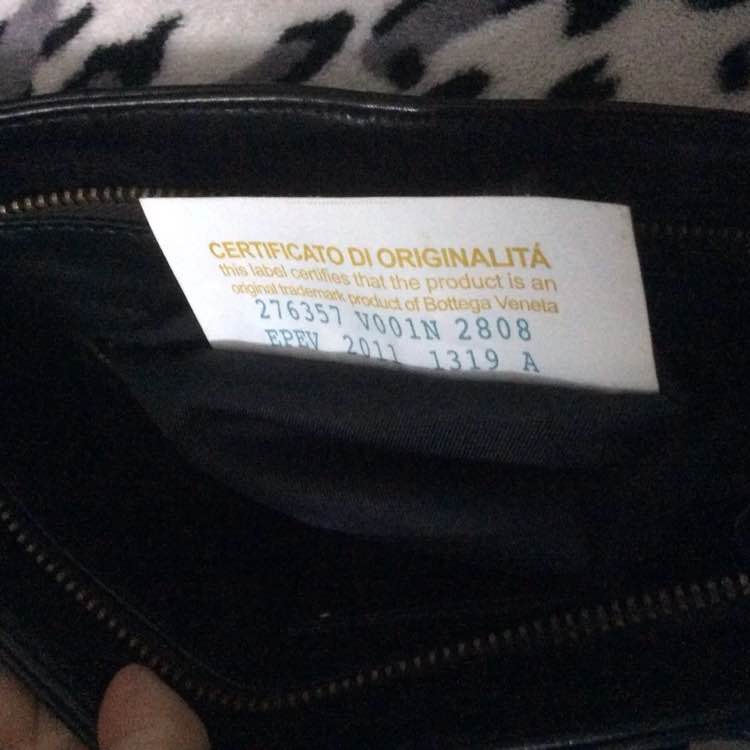 CERTIFICATO DI ORIGINALITÁ
this label certifies that the product is an
original trademark product of Bottega Veneta
276357 V001N 2808
EPEV 2011 1319 A